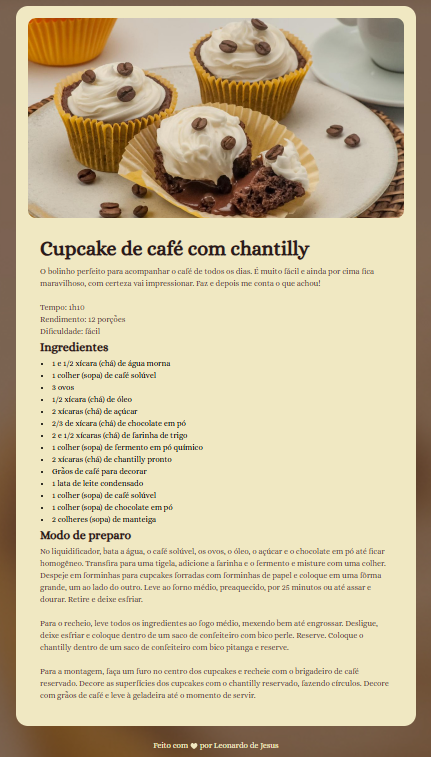 Cupcake de café com chantilly
O bolinho perfeito para acompanhar o café de todos os dias. É muito fácil e ainda por cima fica
maravilhoso, com certeza vai impressionar. Faz e depois me conta o que achou!
Tempo: 1h10
Rendimento: 12 porções
Dificuldade: fácil
Ingredientes
• 1 e 1/2 xícara (chá) de água morna
• 1 colher (sopa) de café solúvel
• 3 ovos
• 1/2 xícara (chá) de óleo
• 2 xícaras (chá) de açúcar
• 2/3 de xícara (chá) de chocolate em pó
• 2 e 1/2 xícaras (chá) de farinha de trigo
• 1 colher (sopa) de fermento em pó químico
• 2 xícaras (chá) de chantilly pronto
• Grãos de café para decorar
• 1 lata de leite condensado
• 1 colher (sopa) de café solúvel
• 1 colher (sopa) de chocolate em pó
• 2 colheres (sopa) de manteiga
Modo de preparo
No liquidificador, bata a água, o café solúvel, os ovos, o óleo, o açúcar e o chocolate em pó até ficar
homogêneo. Transfira para uma tigela, adicione a farinha e o fermento e misture com uma colher.
Despeje em forminhas para cupcakes forradas com forminhas de papel e coloque em uma fôrma
grande, um ao lado do outro. Leve ao forno médio, preaquecido, por 25 minutos ou até assar e
dourar. Retire e deixe esfriar.
Para o recheio, leve todos os ingredientes ao fogo médio, mexendo bem até engrossar. Desligue,
deixe esfriar e coloque dentro de um saco de confeiteiro com bico perle. Reserve. Coloque o
chantilly dentro de um saco de confeiteiro com bico pitanga e reserve.
Para a montagem, faça um furo no centro dos cupcakes e recheie com o brigadeiro de café
reservado. Decore as superfícies dos cupcakes com o chantilly reservado, fazendo círculos. Decore
com grãos de café e leve à geladeira até o momento de servir.
Feito com ♥ por Leonardo de Jesus